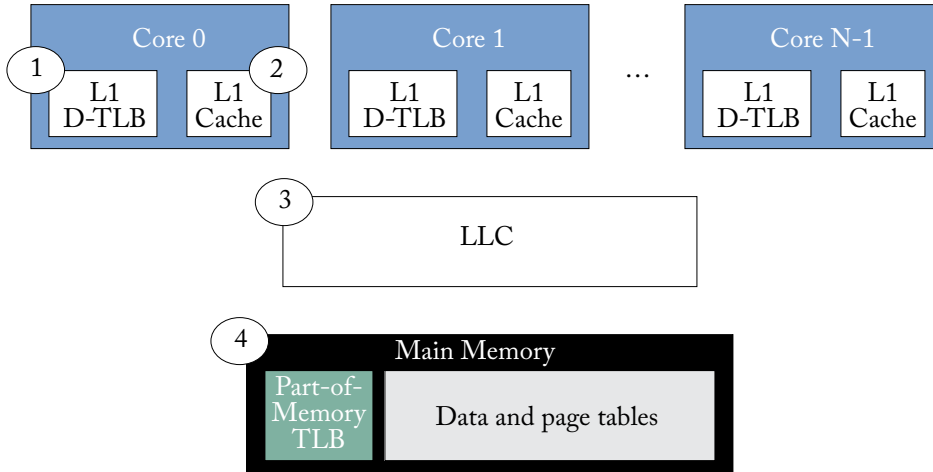 Core 0
1
2
L1
D-TLB
L1
Cache
Core 1
L1
D-TLB
L1
Cache
...
Core N-1
L1
D-TLB
L1
Cache
3
LLC
4
Main Memory
Part-of-
Memory
TLB
Data and page tables